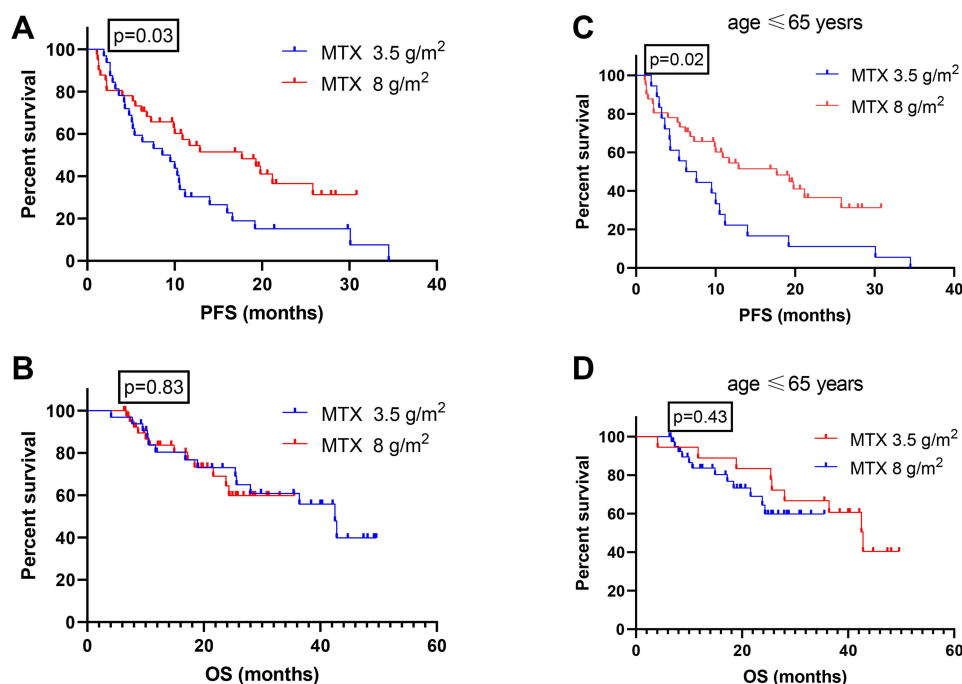 A
p=0.03
MTX 3.5 g/m²
MTX 8 g/m²
Percent survival
100
80
60
40
20
0
0 10 20 30 40
PFS (months)
C
age ⩽65 yesrs
p=0.02
MTX 3.5 g/m²
MTX 8 g/m²
Percent survival
100
80
60
40
20
0
0 10 20 30 40
PFS (months)
B
p=0.83
MTX 3.5 g/m²
MTX 8 g/m²
Percent survival
100
80
60
40
20
0
0 20 40 60
OS (months)
D
age ⩽65 years
p=0.43
MTX 3.5 g/m²
MTX 8 g/m²
Percent survival
100
80
60
40
20
0
0 20 40 60
OS (months)